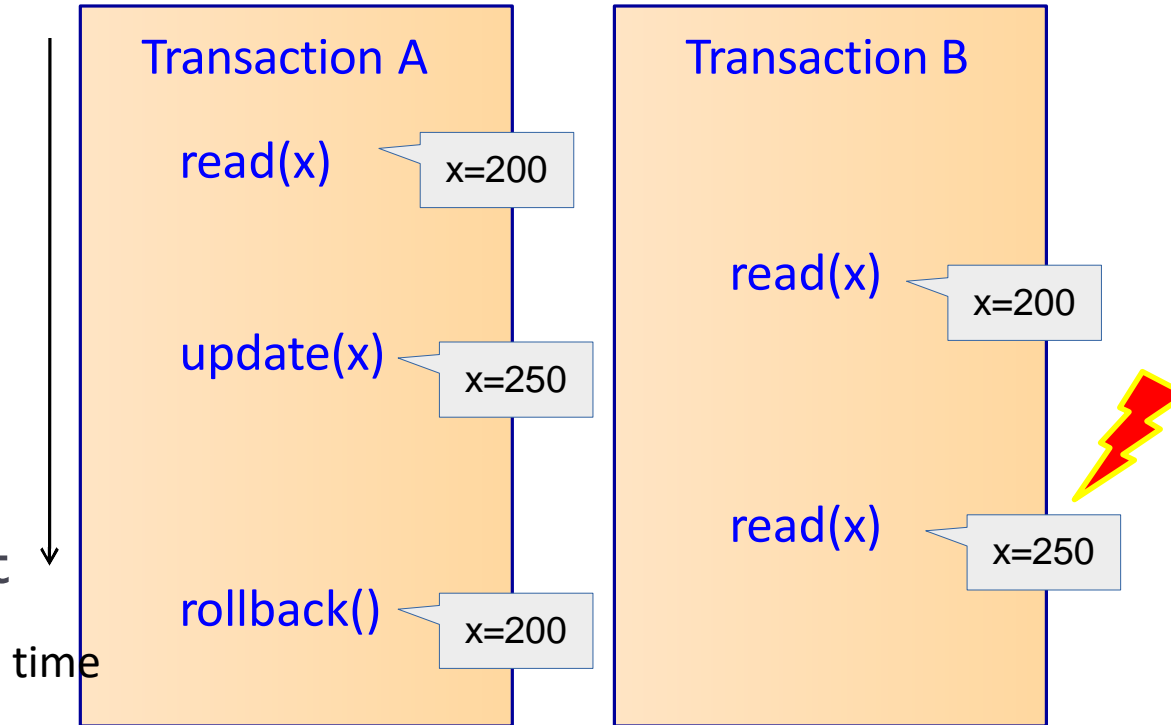 Transaction A
Transaction B
read(x)
x=200
read(x)
x=200
update(x)
x=250
read(x)
x=250
t
rollback()
x=200
time